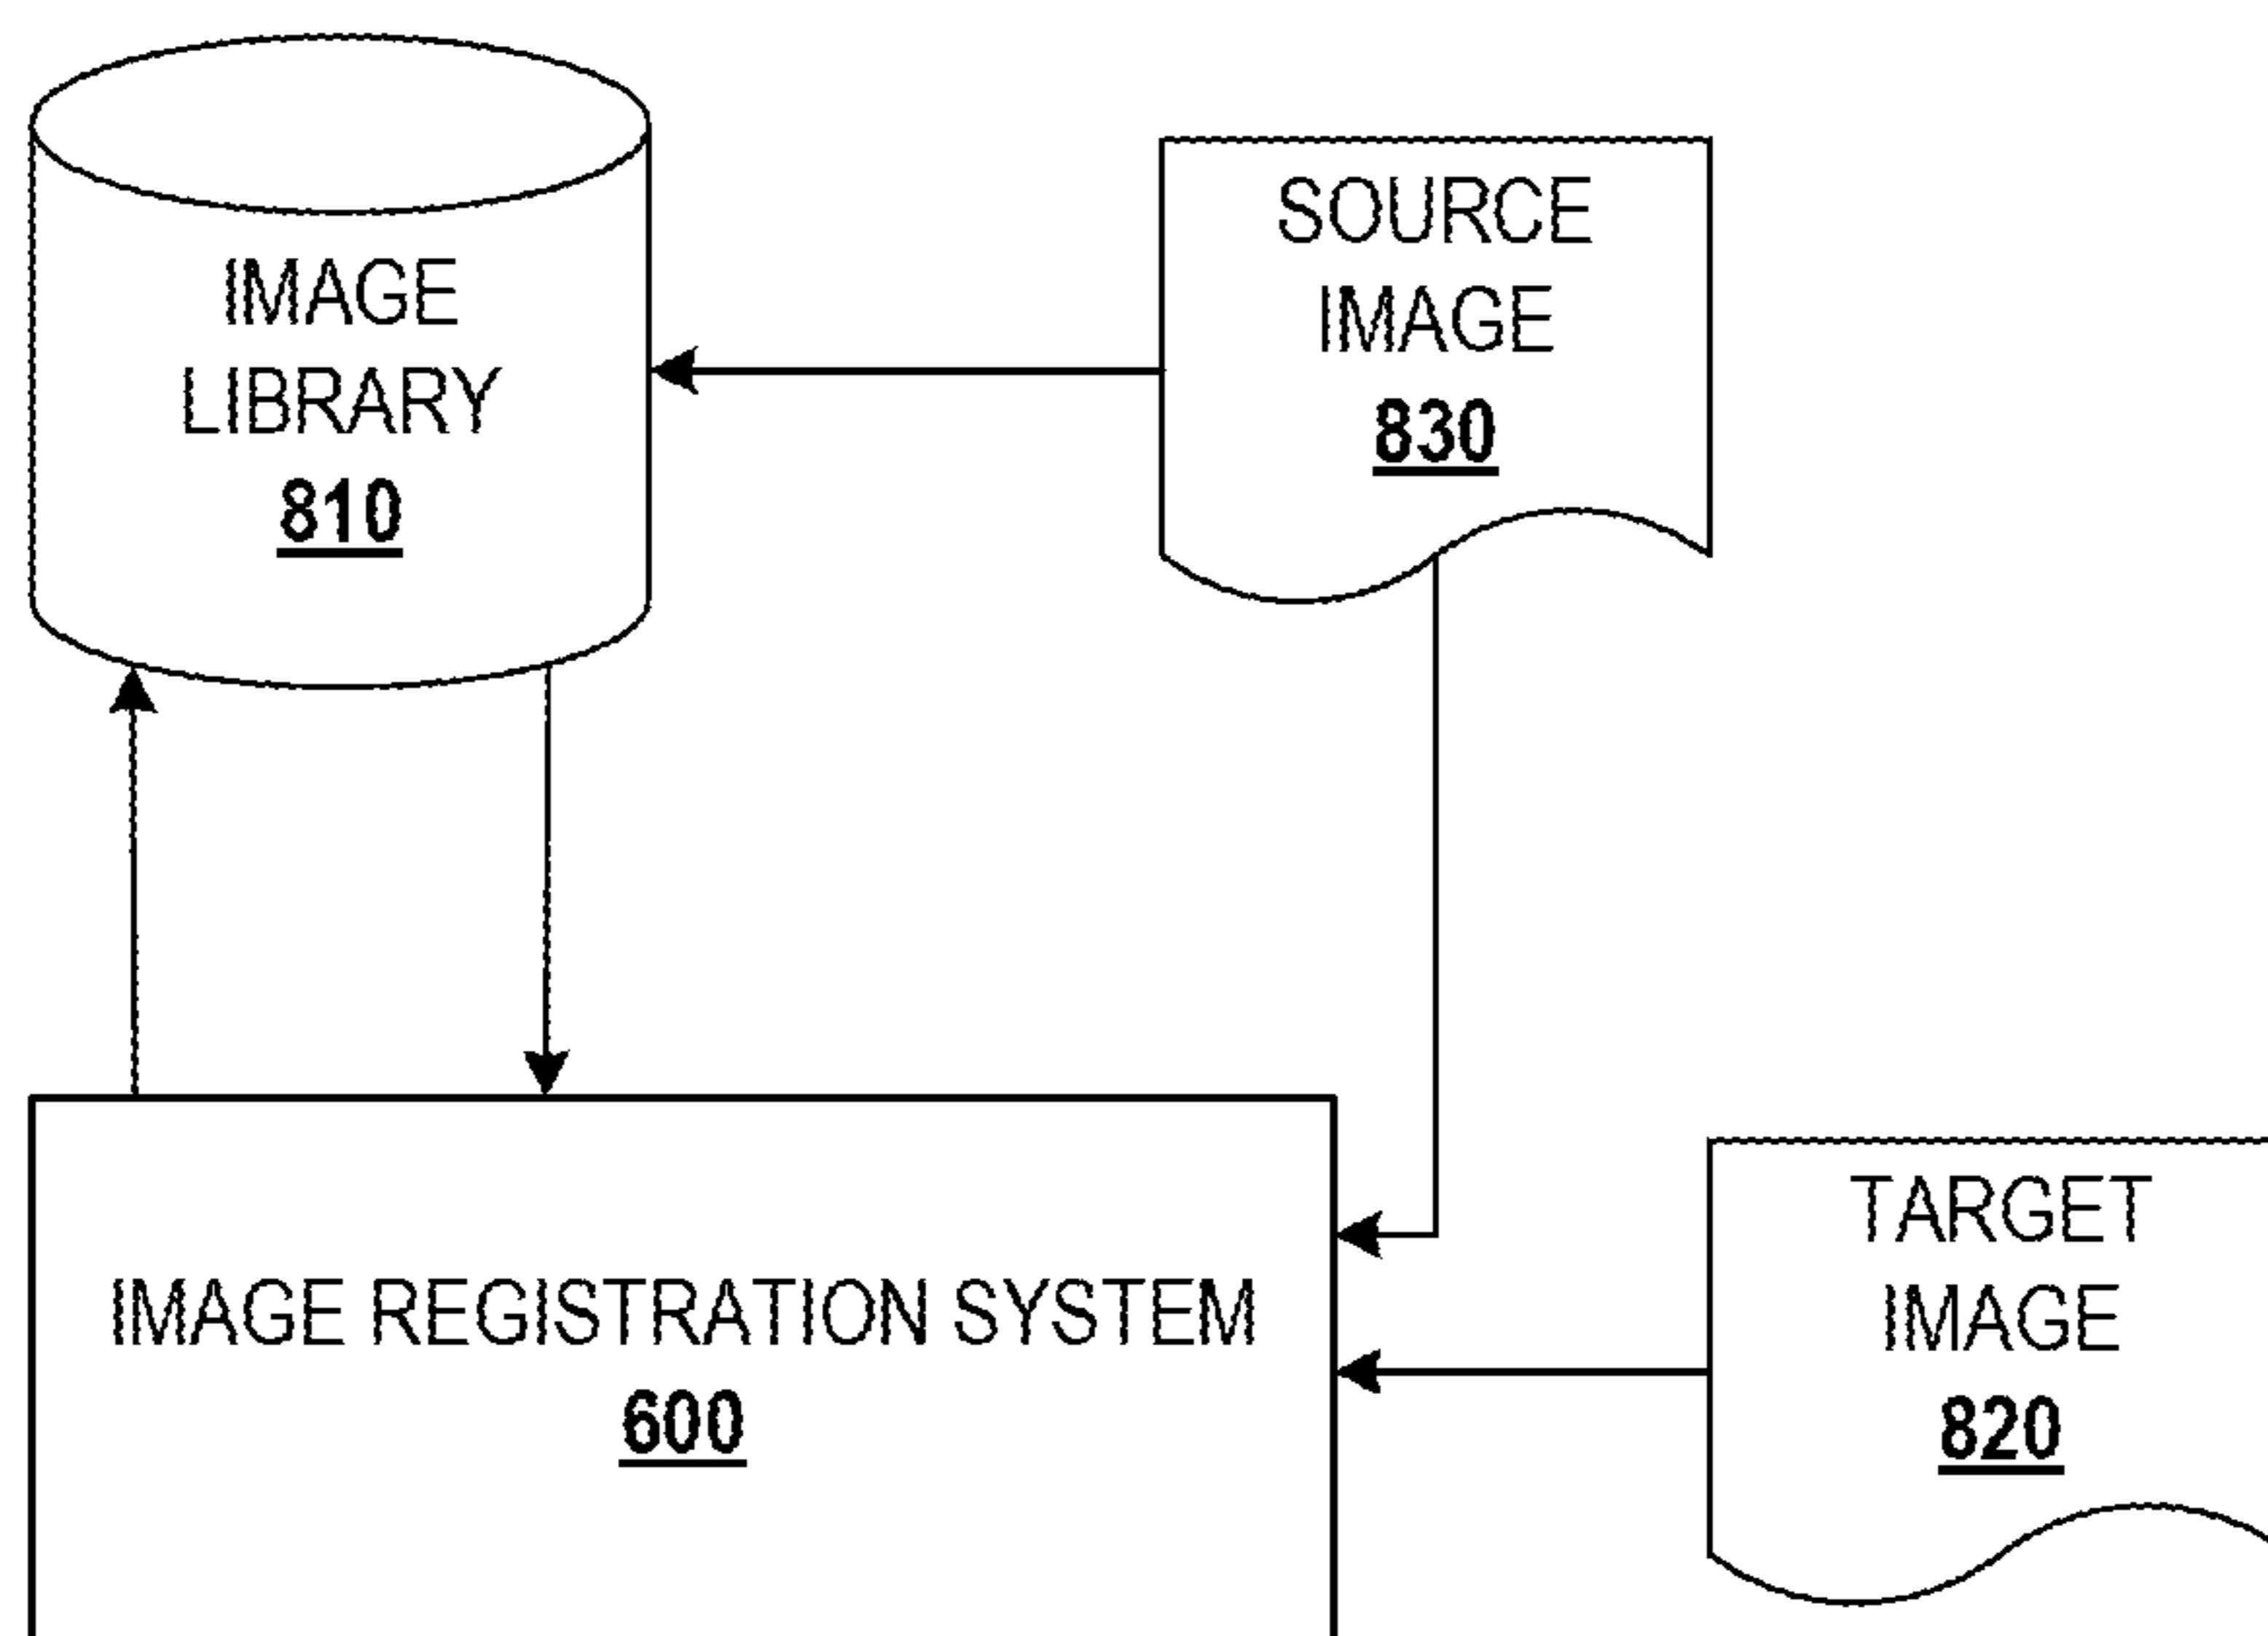 IMAGE
LIBRARY
810
SOURCE
IMAGE
830
IMAGE REGISTRATION SYSTEM
600
TARGET
IMAGE
820